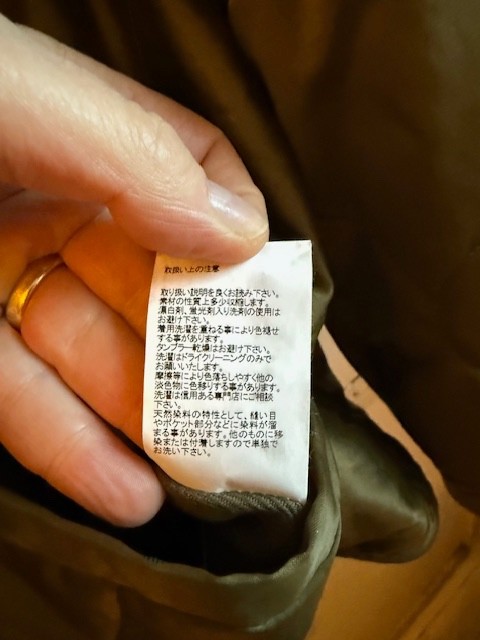 取扱い上の注意
取り扱い説明を良くお読み下さい。
素材の性質上多少収縮します。
漂白剤、蛍光剤入り洗剤の使用は
お避け下さい。
着用洗濯を重ねる事により色褪せ
する事があります。
タンブラー乾燥はお避け下さい。
洗濯はドライクリーニングのみで
お願いいたします。
摩擦等により色落ちしやすく他の
淡色物に色移りする事があります。
洗濯は信用ある専門店にご相談
下さい。
天然染料の特性として、縫い目
やポケット部分などに染料が溜
まる事があります。他のものに移
染または付着しますので単独で
お洗い下さい。